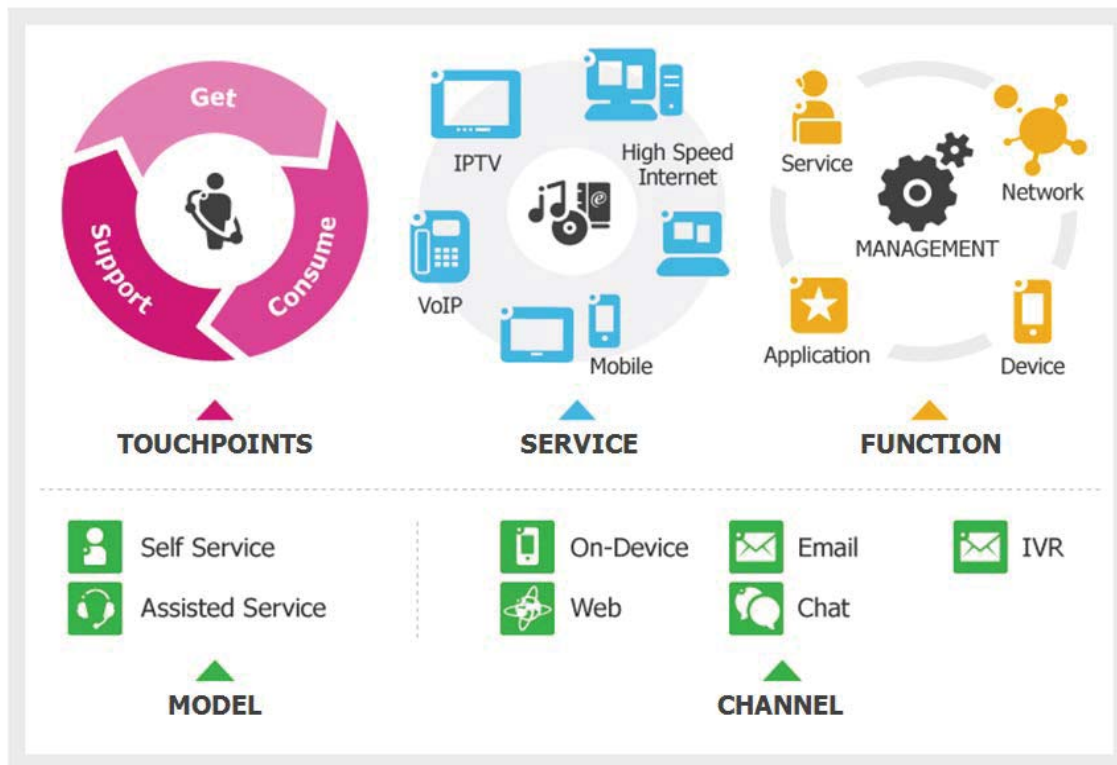 Get
Consume
Support
TOUCHPOINTS
IPTV
High Speed
Internet
VoIP
Mobile
SERVICE
Service
Network
MANAGEMENT
Application
Device
FUNCTION
Self Service
Assisted Service
MODEL
On-Device
Email
IVR
Web
Chat
CHANNEL